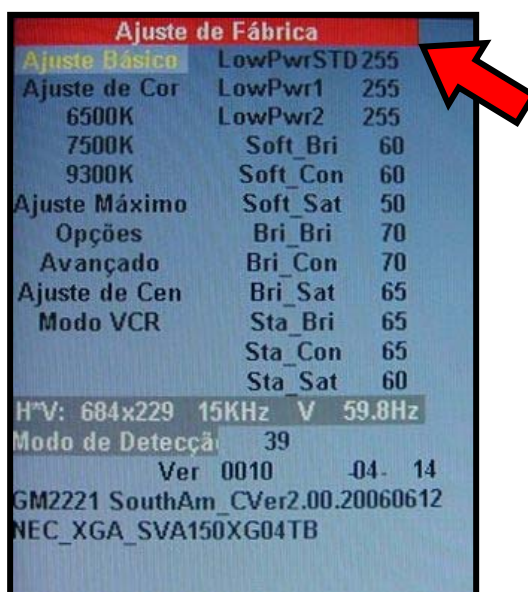 Ajuste de Fábrica
Ajuste Básico LowPwrSTD 255
Ajuste de Cor LowPwr1 255
6500K LowPwr2 255
7500K Soft_Bri 60
9300K Soft_Con 60
Ajuste Máximo Soft_Sat 50
Opções Bri_Bri 70
Avançado Bri_Con 70
Ajuste de Cen Bri_Sat 65
Modo VCR Sta_Bri 65
Sta_Con 65
Sta_Sat 60
H*V: 684x229 15KHz V 59.8Hz
Modo de Detecçã 39
Ver 0010 -04- 14
GM2221 SouthAm_CVer2.00.20060612
NEC_XGA_SVA150XG04TB